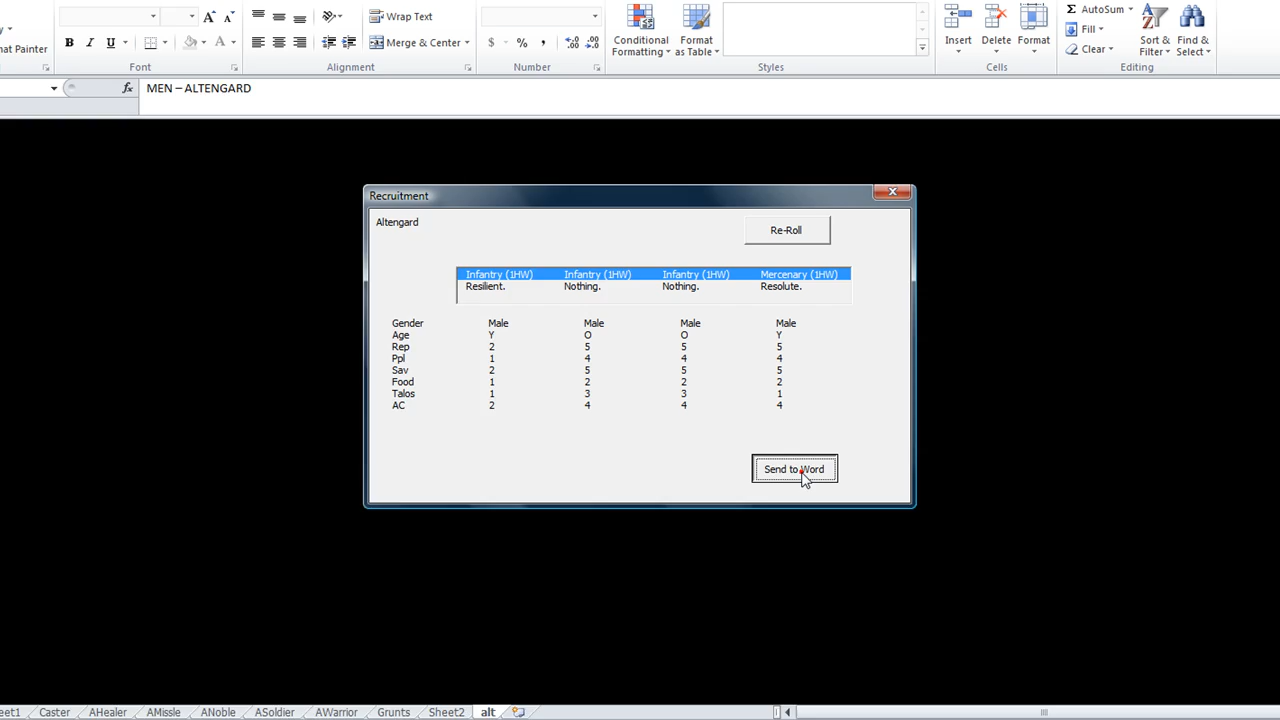 Wrap Text
AutoSum
Fill
Clear
B I U
Merge & Center
$ % ,
Conditional Formatting
Format as Table
Insert
Delete
Format
Sort & Filter
Find & Select
at Painter
Font
Alignment
Number
Styles
Cells
Editing
fx MEN – ALTENGARD
Recruitment
Altengard
Re-Roll
Infantry (1HW) Infantry (1HW) Infantry (1HW) Mercenary (1HW)
Resilient. Nothing. Nothing. Resolute.
Gender Male Male Male Male
Age Y O O Y
Rep 2 5 5 5
Ppl 1 4 4 4
Sav 2 5 5 5
Food 1 2 2 2
Talos 1 3 3 1
AC 2 4 4 4
Send to Word
eet1 Caster AHealer AMissle ANoble ASoldier AWarrior Grunts Sheet2 alt